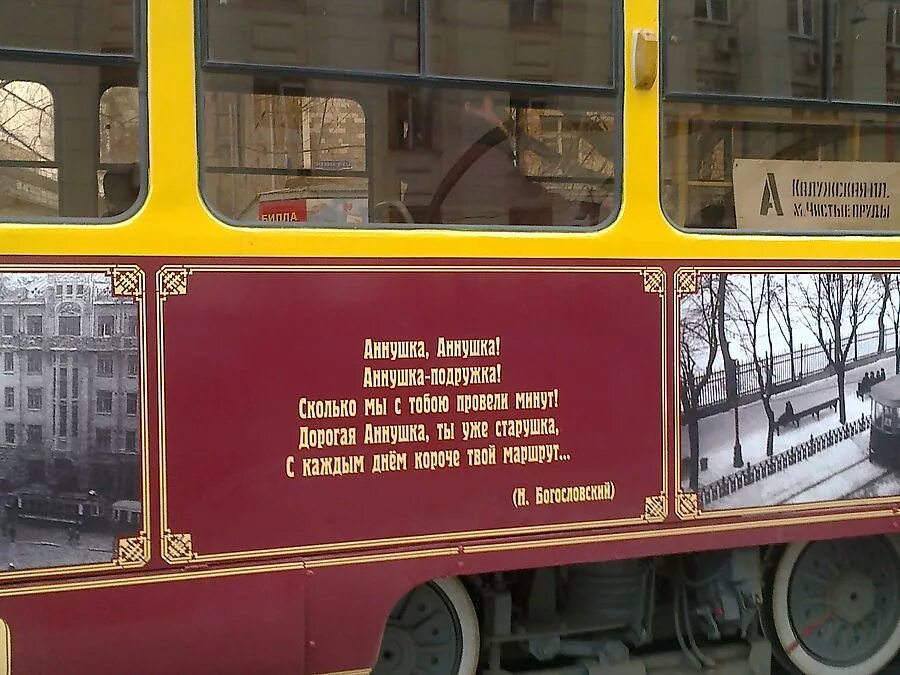 БИЛЛА
А Калужская пл.
м.Чистые пруды
Аннушка, Аннушка!
Аннушка-подружка!
Сколько мы с тобою провели минут!
Дорогая Аннушка, ты уже старушка,
С каждым днём короче твой маршрут...
(Н. Богословский)